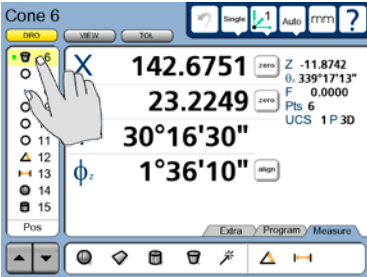 Cone 6
Single
1
Auto
mm
?
DRO
VIEW
TOL
6
X
142.6751
zero
Z -11.8742
θz 339°17'13"
F 0.0000
Pts 6
UCS 1 P 3D
23.2249
zero
30°16'30"
11
12
13
14
15
ϕz
1°36'10"
align
Pos
Extra
Program
Measure